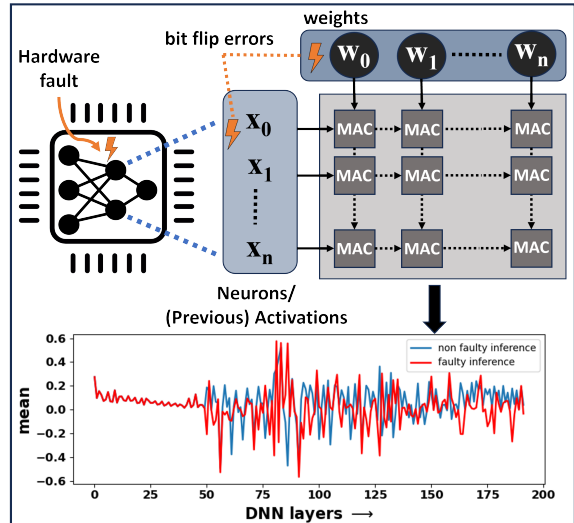 weights
bit flip errors
Hardware
fault
W0 W1 Wn
x0
x1
xn
MAC MAC MAC
MAC MAC MAC
MAC MAC MAC
Neurons/
(Previous) Activations
0.6
0.4
0.2
0.0
−0.2
−0.4
−0.6
mean
non faulty inference
faulty inference
0 25 50 75 100 125 150 175 200
DNN layers →